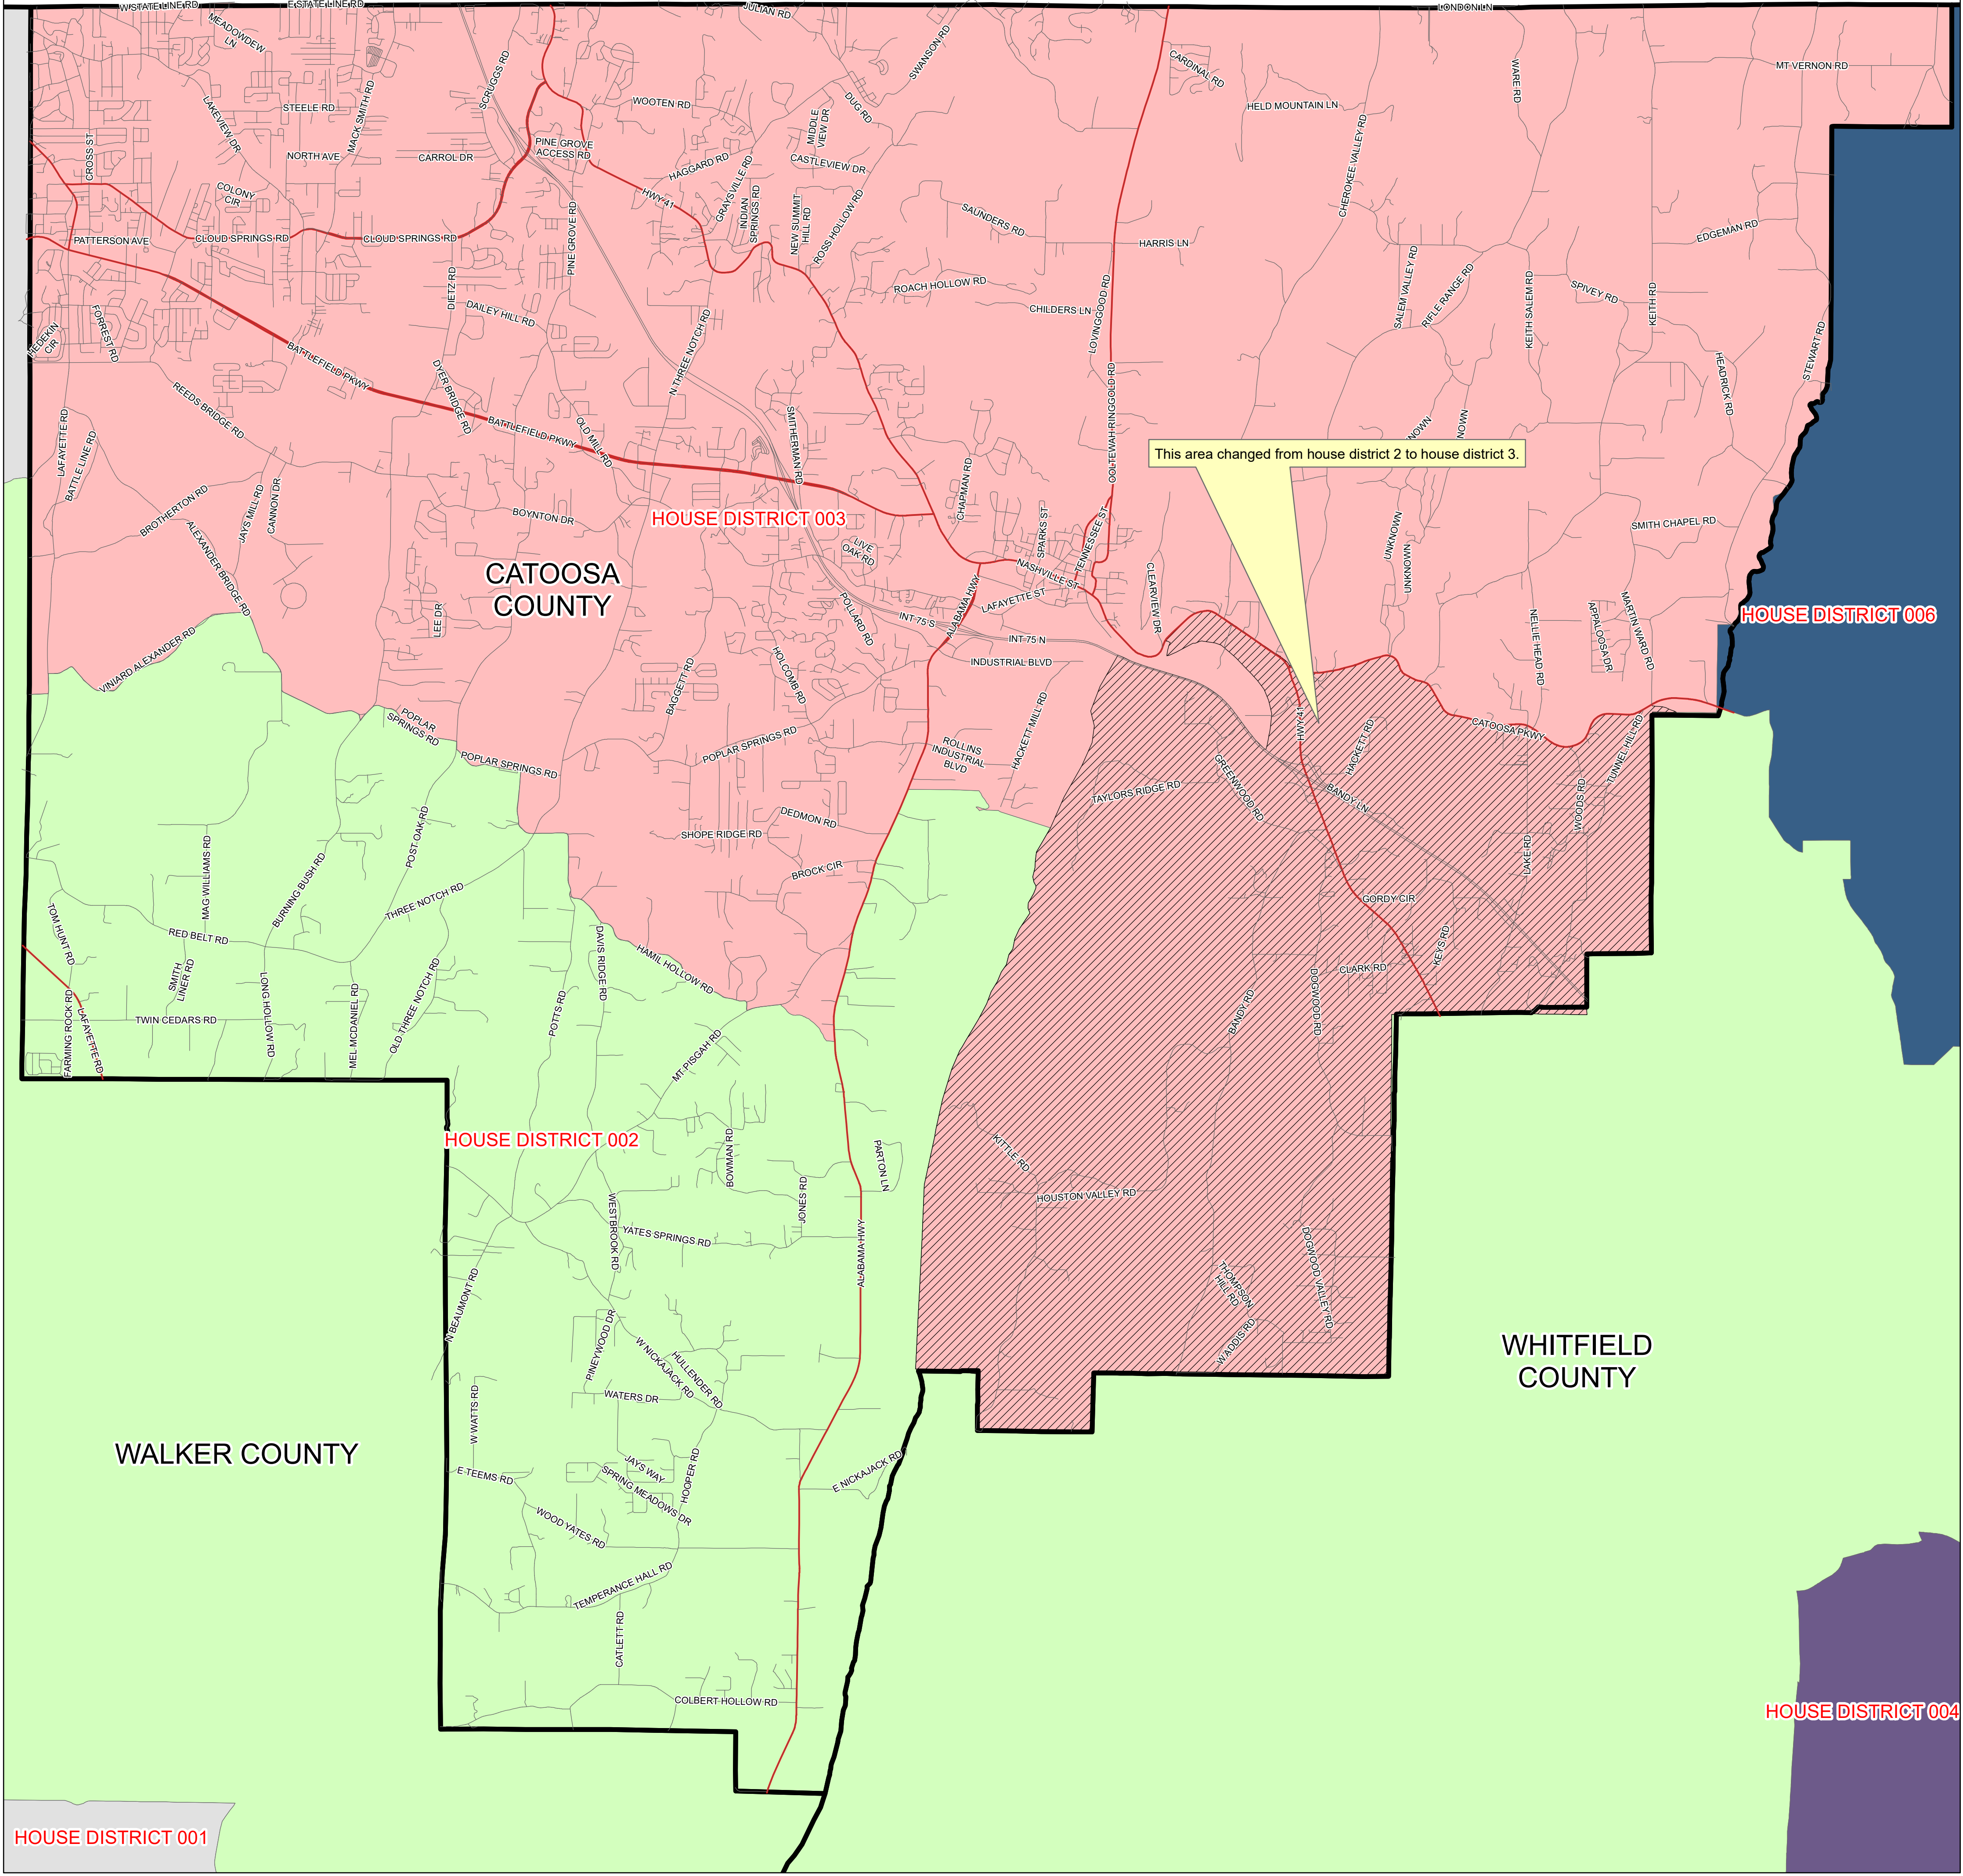 W STATE LINE RD
E STATE LINE RD
JULIAN RD
LONDON LN
MEADOWDEW
LN
SCRUGGS RD
SWANSON RD
CARDINAL RD
WARE RD
MT VERNON RD
LAKEVIEW DR
STEELE RD
MACK SMITH RD
WOOTEN RD
MIDDLE
VIEW DR
DUG RD
HELD MOUNTAIN LN
CROSS ST
NORTH AVE
CARROL DR
PINE GROVE
ACCESS RD
HAGGARD RD
CASTLEVIEW DR
CHEROKEE VALLEY RD
COLONY
CIR
HWY 41
GRAYSVILLE RD
INDIAN
SPRINGS RD
NEW SUMMIT
HILL RD
ROSS HOLLOW RD
SAUNDERS RD
PATTERSON AVE
CLOUD SPRINGS RD
CLOUD SPRINGS RD
PINE GROVE RD
HARRIS LN
EDGEMAN RD
DIETZ RD
DAILEY HILL RD
ROACH HOLLOW RD
CHILDERS LN
LOVINGGOOD RD
SALEM VALLEY RD
RIFLE RANGE RD
KEITH SALEM RD
SPIVEY RD
KEITH RD
HEDEKIN
CIR
FORREST RD
BATTLEFIELD PKWY
N THREE NOTCH RD
STEWART RD
HEADRICK RD
REEDS BRIDGE RD
DYER BRIDGE RD
BATTLEFIELD PKWY
OLD MILL RD
SMITHERMAN RD
OOLTEWAH RINGGOLD RD
LAFAYETTE RD
BATTLE LINE RD
NOWN
NOWN
This area changed from house district 2 to house district 3.
CHAPMAN RD
BROTHERTON RD
JAYS MILL RD
CANNON DR
BOYNTON DR
HOUSE DISTRICT 003
SPARKS ST
TENNESSEE ST
SMITH CHAPEL RD
ALEXANDER BRIDGE RD
LIVE
OAK RD
UNKNOWN
UNKNOWN
CATOOSA
COUNTY
NASHVILLE ST
CLEARVIEW DR
LEE DR
POLLARD RD
INT 75 S
ALABAMA HWY
LAFAYETTE ST
APPALOOSA DR
MARTIN WARD RD
NELLIE HEAD RD
HOUSE DISTRICT 006
VINIARD ALEXANDER RD
INT 75 N
INDUSTRIAL BLVD
BAGGETT RD
HOLCOMB RD
HACKETT MILL RD
POPLAR
SPRINGS RD
POPLAR SPRINGS RD
POPLAR SPRINGS RD
ROLLINS
INDUSTRIAL
BLVD
HWY 41
HACKETT RD
CATOOSA PKWY
TUNNEL HILL RD
TAYLORS RIDGE RD
GREENWOOD RD
BANDY LN
WOODS RD
POST OAK RD
SHOPE RIDGE RD
DEDMON RD
LAKE RD
MAG WILLIAMS RD
BURNING BUSH RD
BROCK CIR
GORDY CIR
THREE NOTCH RD
TOM HUNT RD
RED BELT RD
DAVIS RIDGE RD
HAMIL HOLLOW RD
KEYS RD
CLARK RD
SMITH
LINER RD
LONG HOLLOW RD
MEL MCDANIEL RD
OLD THREE NOTCH RD
POTTS RD
BANDY RD
DOGWOOD RD
FARMING ROCK RD
LAFAYETTE RD
TWIN CEDARS RD
MT PISGAH RD
HOUSE DISTRICT 002
BOWMAN RD
PARTON LN
KITTLE RD
HOUSTON VALLEY RD
JONES RD
WESTBROOK RD
YATES SPRINGS RD
ALABAMA HWY
DOGWOOD VALLEY RD
THOMPSON
HILL RD
N BEAUMONT RD
W ADDIS RD
PINEYWOOD DR
W NICKAJACK RD
HULLENDER RD
WHITFIELD
COUNTY
WATERS DR
W WATTS RD
WALKER COUNTY
E TEEMS RD
JAYS WAY
HOOPER RD
SPRING MEADOWS DR
E NICKAJACK RD
WOOD YATES RD
TEMPERANCE HALL RD
CATLETT RD
COLBERT HOLLOW RD
HOUSE DISTRICT 004
HOUSE DISTRICT 001